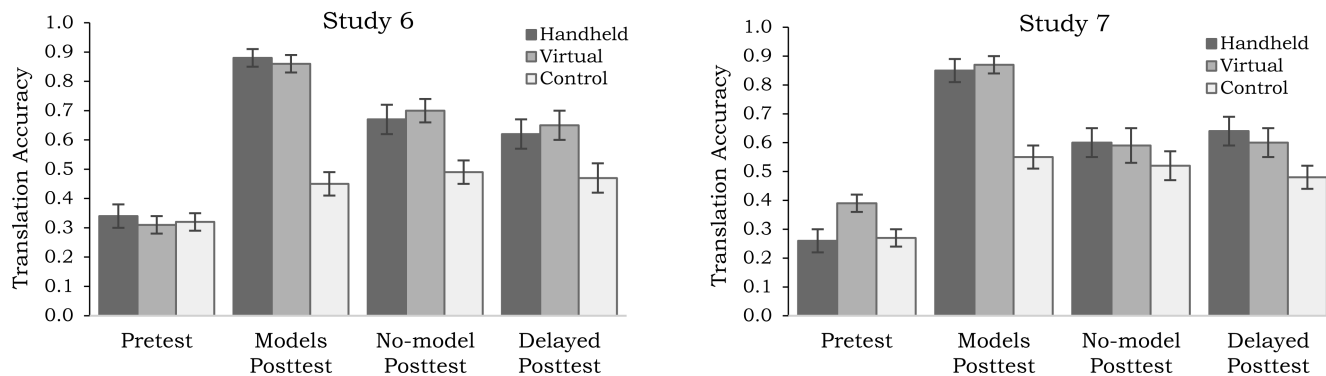 Study 6
Translation Accuracy
1.0
0.9
0.8
0.7
0.6
0.5
0.4
0.3
0.2
0.1
0.0
Handheld
Virtual
Control
Pretest
Models
Posttest
No-model
Posttest
Delayed
Posttest
Study 7
Translation Accuracy
1.0
0.9
0.8
0.7
0.6
0.5
0.4
0.3
0.2
0.1
0.0
Handheld
Virtual
Control
Pretest
Models
Posttest
No-model
Posttest
Delayed
Posttest